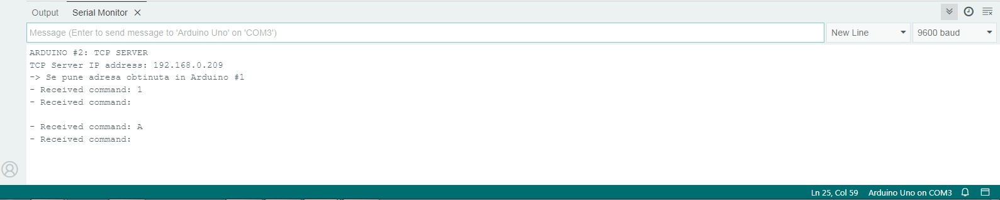 Output Serial Monitor
Message (Enter to send message to 'Arduino Uno' on 'COM3') New Line 9600 baud
ARDUINO #2: TCP SERVER
TCP Server IP address: 192.168.0.209
-> Se pune adresa obtinuta in Arduino #1
- Received command: 1
- Received command:
- Received command: A
- Received command:
Ln 25, Col 59 Arduino Uno on COM3